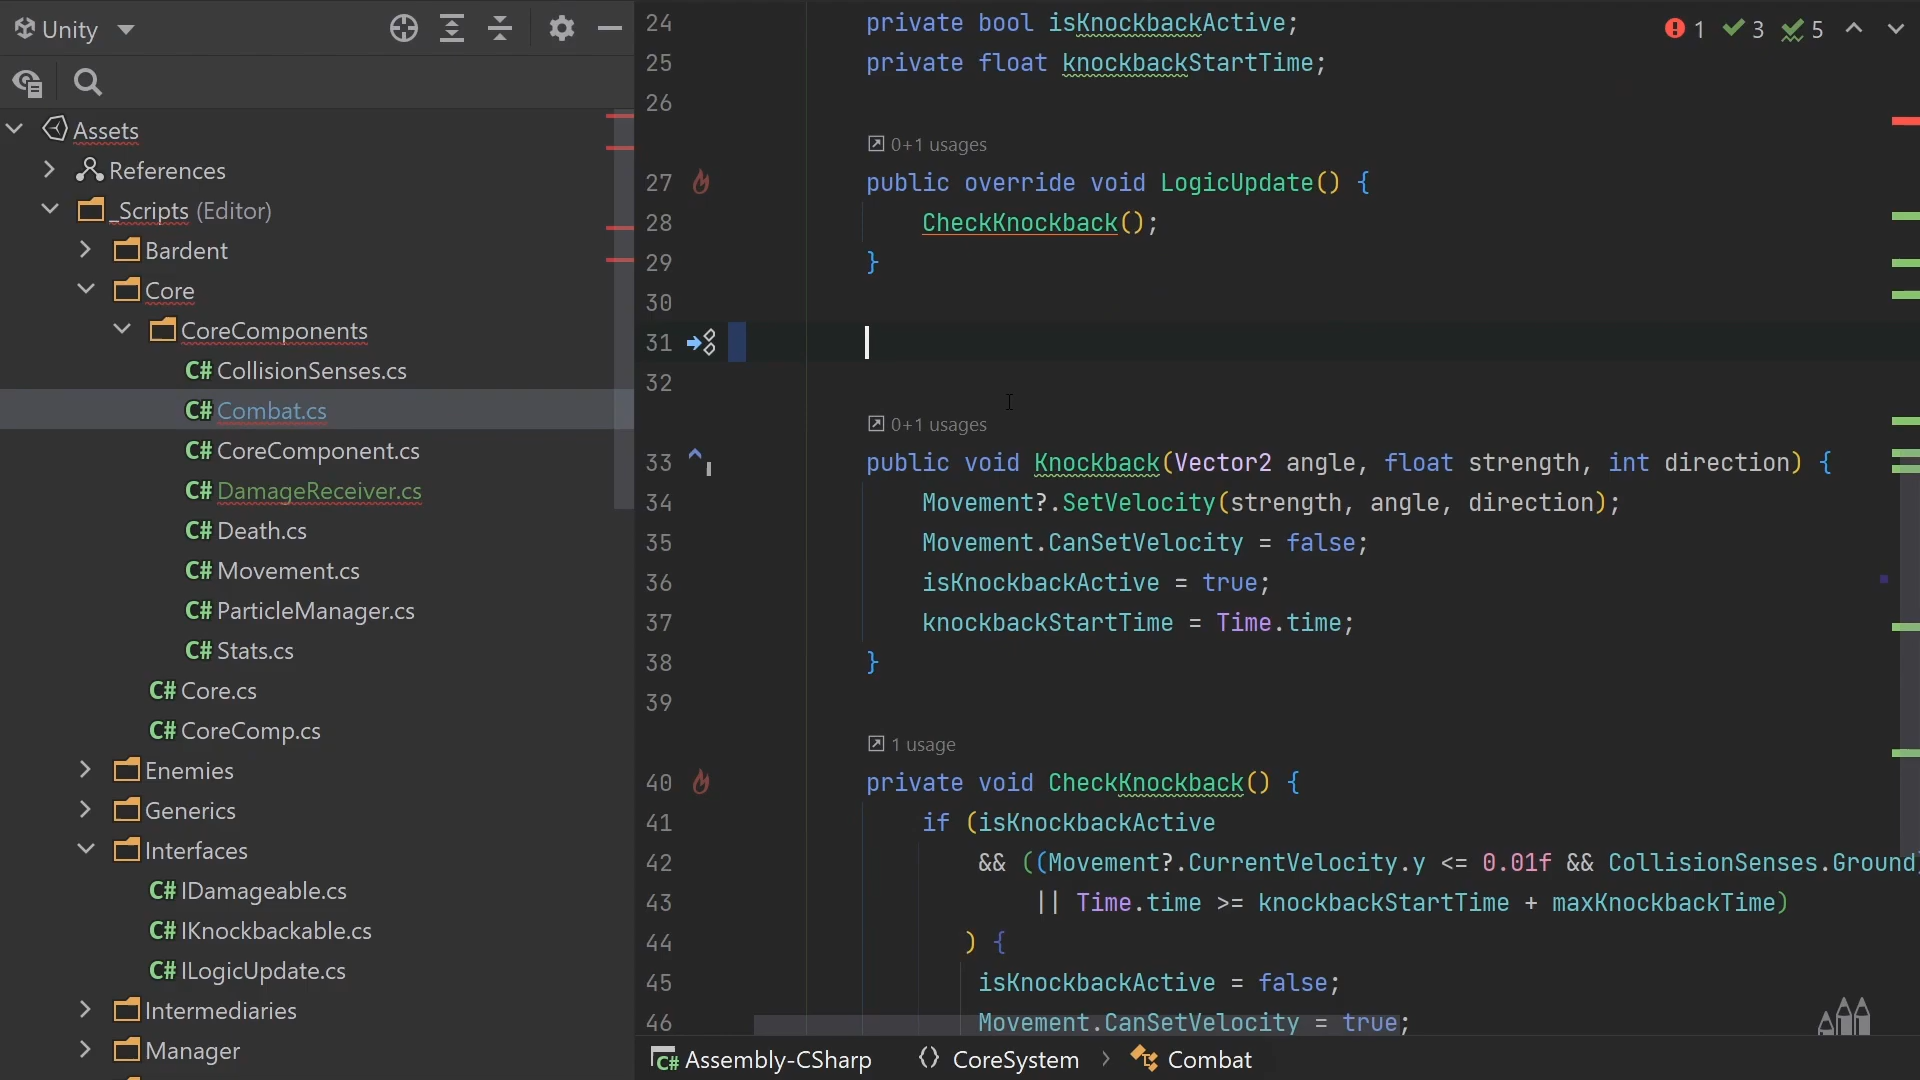 Unity
Assets
References
_Scripts (Editor)
Bardent
Core
CoreComponents
C# CollisionSenses.cs
C# Combat.cs
C# CoreComponent.cs
C# DamageReceiver.cs
C# Death.cs
C# Movement.cs
C# ParticleManager.cs
C# Stats.cs
C# Core.cs
C# CoreComp.cs
Enemies
Generics
Interfaces
C# IDamageable.cs
C# IKnockbackable.cs
C# ILogicUpdate.cs
Intermediaries
Manager
1 3 5
24 private bool isKnockbackActive;
25 private float knockbackStartTime;
26
0+1 usages
27 public override void LogicUpdate() {
28 CheckKnockback();
29 }
30
31
32
0+1 usages
33 public void Knockback(Vector2 angle, float strength, int direction) {
34 Movement?.SetVelocity(strength, angle, direction);
35 Movement.CanSetVelocity = false;
36 isKnockbackActive = true;
37 knockbackStartTime = Time.time;
38 }
39
1 usage
40 private void CheckKnockback() {
41 if (isKnockbackActive
42 && ((Movement?.CurrentVelocity.y <= 0.01f && CollisionSenses.Ground)
43 || Time.time >= knockbackStartTime + maxKnockbackTime)
44 ) {
45 isKnockbackActive = false;
46 Movement.CanSetVelocity = true;
C# Assembly-CSharp CoreSystem > Combat